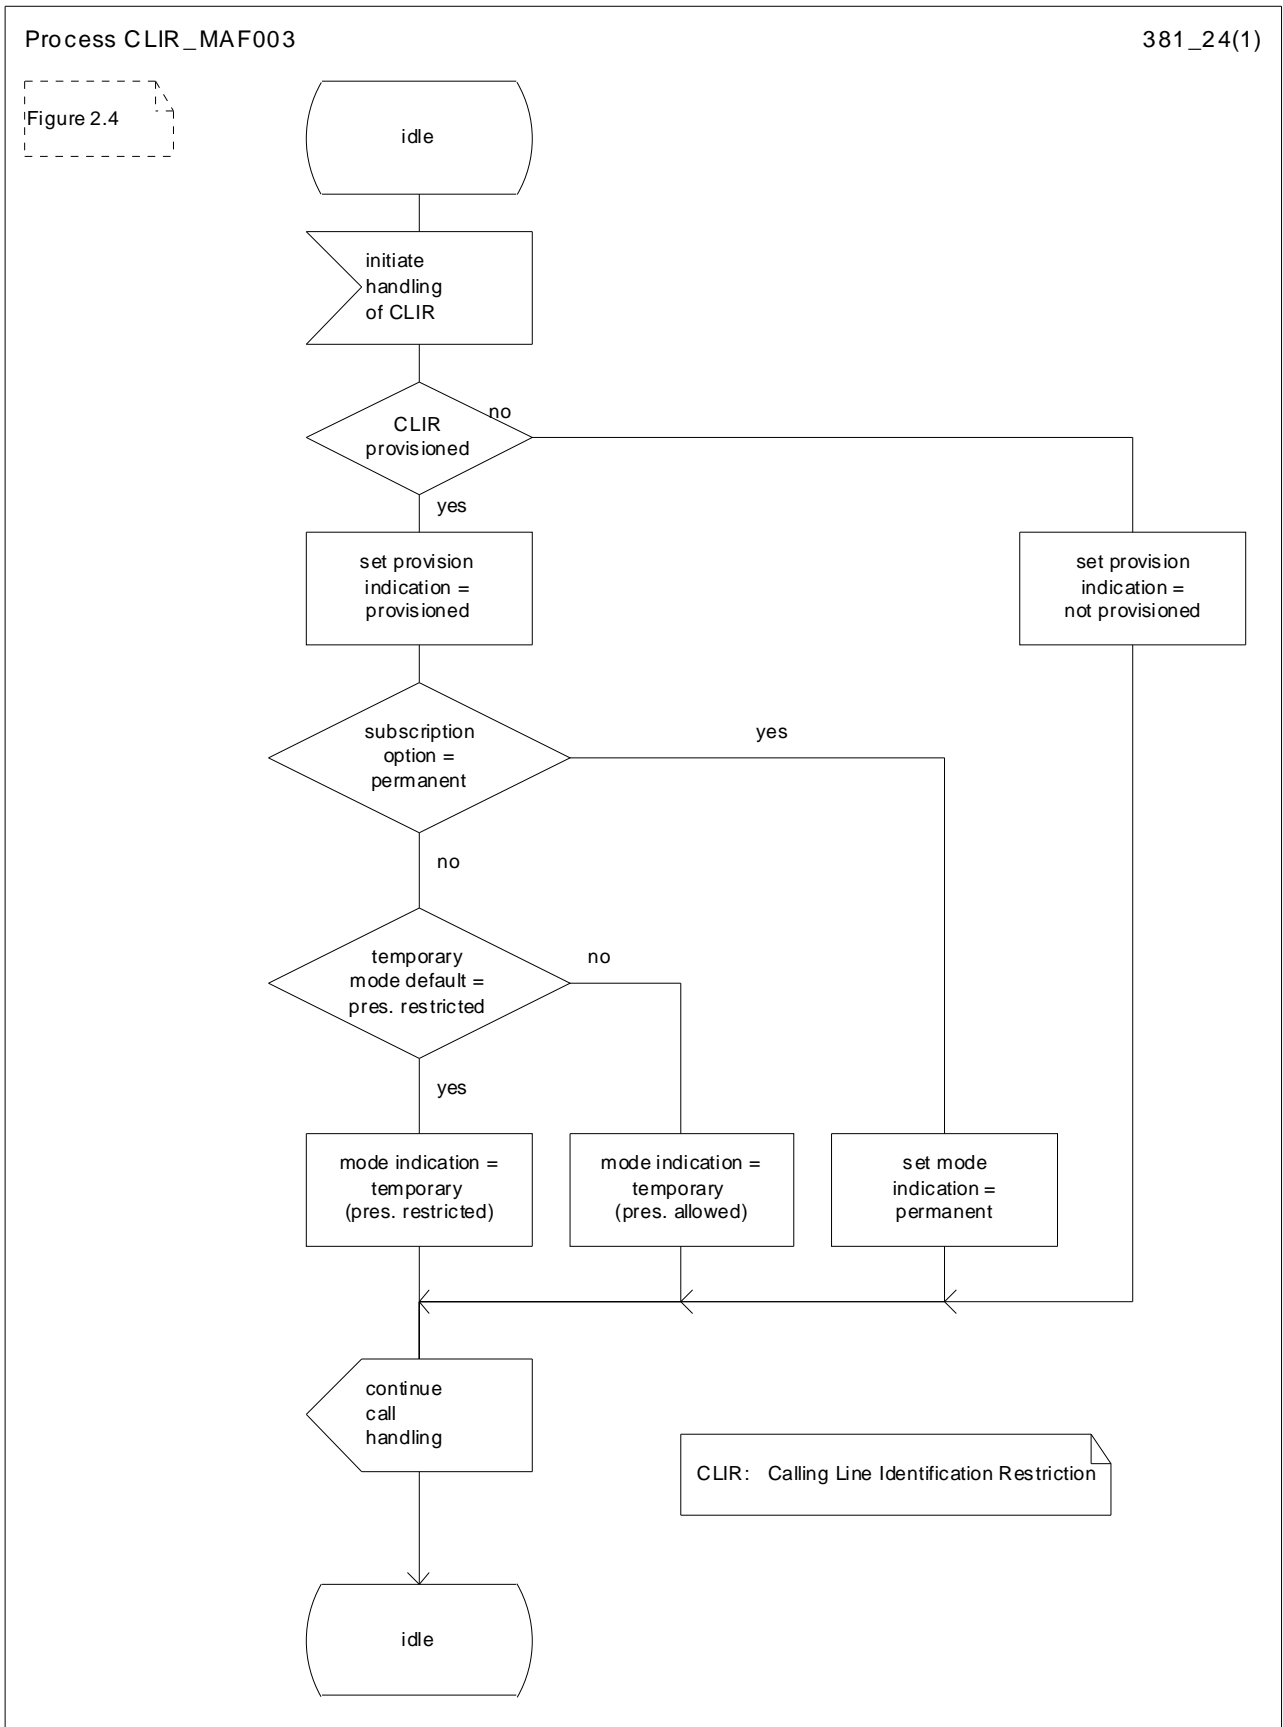 Process CLIR_MAF003
381_24(1)
Figure 2.4
idle
initiate
handling
of CLIR
CLIR
provisioned
no
yes
set provision
indication =
provisioned
set provision
indication =
not provisioned
subscription
option =
permanent
yes
no
temporary
mode default =
pres. restricted
no
yes
mode indication =
temporary
(pres. restricted)
mode indication =
temporary
(pres. allowed)
set mode
indication =
permanent
continue
call
handling
CLIR: Calling Line Identification Restriction
idle